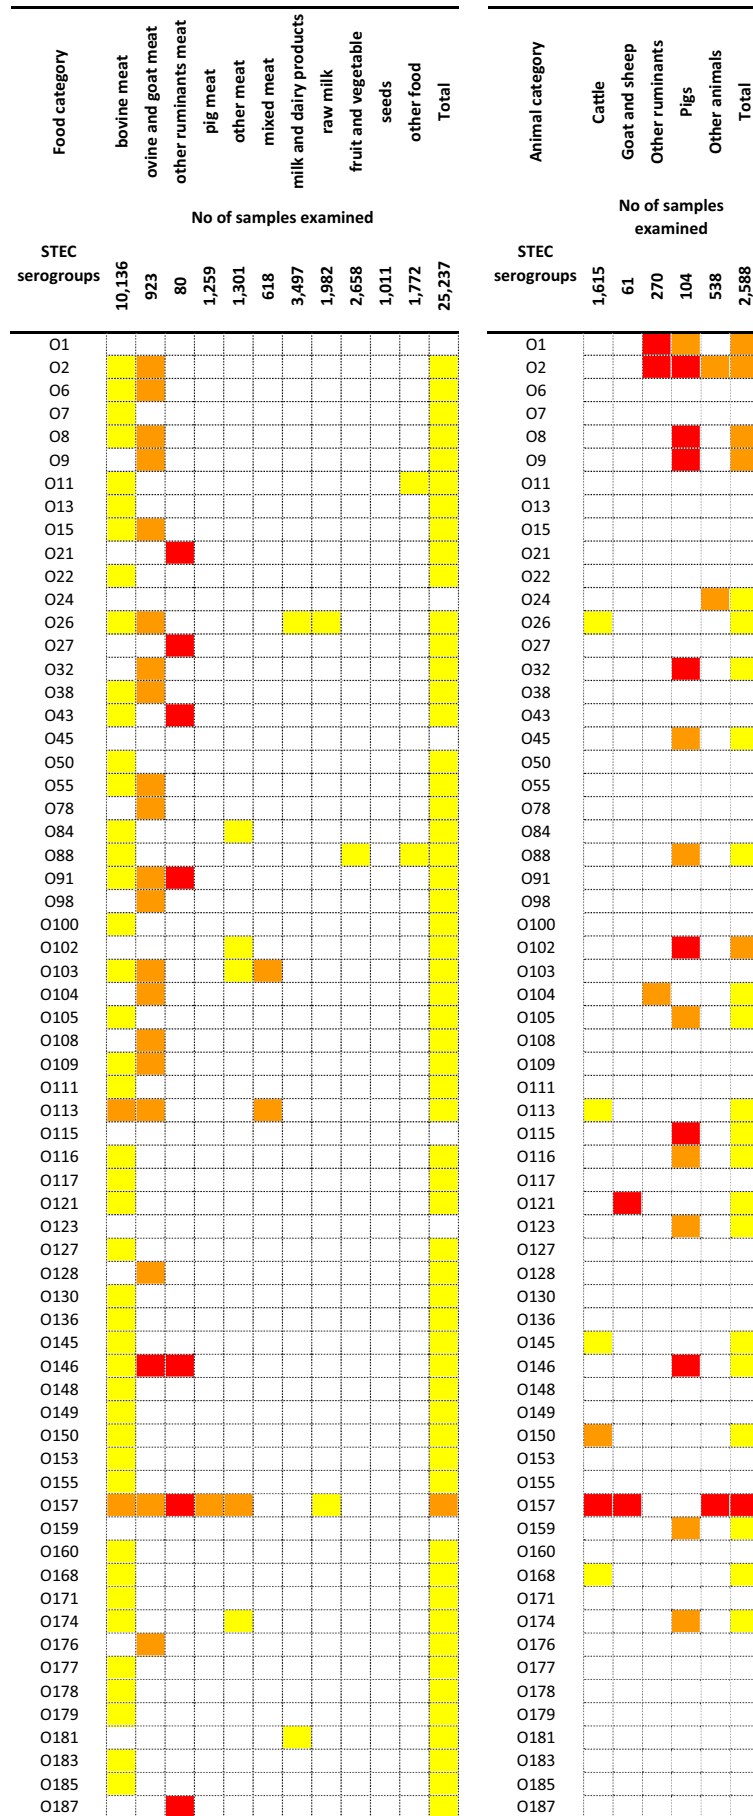 Food category
bovine meat
ovine and goat meat
other ruminants meat
pig meat
other meat
mixed meat
milk and dairy products
raw milk
fruit and vegetable
seeds
other food
Total
No of samples examined
STEC
serogroups
10,136
923
80
1,259
1,301
618
3,497
1,982
2,658
1,011
1,772
25,237
Animal category
Cattle
Goat and sheep
Other ruminants
Pigs
Other animals
Total
No of samples
examined
STEC
serogroups
1,615
61
270
104
538
2,588
O1 O1
O2 O2
O6 O6
O7 O7
O8 O8
O9 O9
O11 O11
O13 O13
O15 O15
O21 O21
O22 O22
O24 O24
O26 O26
O27 O27
O32 O32
O38 O38
O43 O43
O45 O45
O50 O50
O55 O55
O78 O78
O84 O84
O88 O88
O91 O91
O98 O98
O100 O100
O102 O102
O103 O103
O104 O104
O105 O105
O108 O108
O109 O109
O111 O111
O113 O113
O115 O115
O116 O116
O117 O117
O121 O121
O123 O123
O127 O127
O128 O128
O130 O130
O136 O136
O145 O145
O146 O146
O148 O148
O149 O149
O150 O150
O153 O153
O155 O155
O157 O157
O159 O159
O160 O160
O168 O168
O171 O171
O174 O174
O176 O176
O177 O177
O178 O178
O179 O179
O181 O181
O183 O183
O185 O185
O187 O187